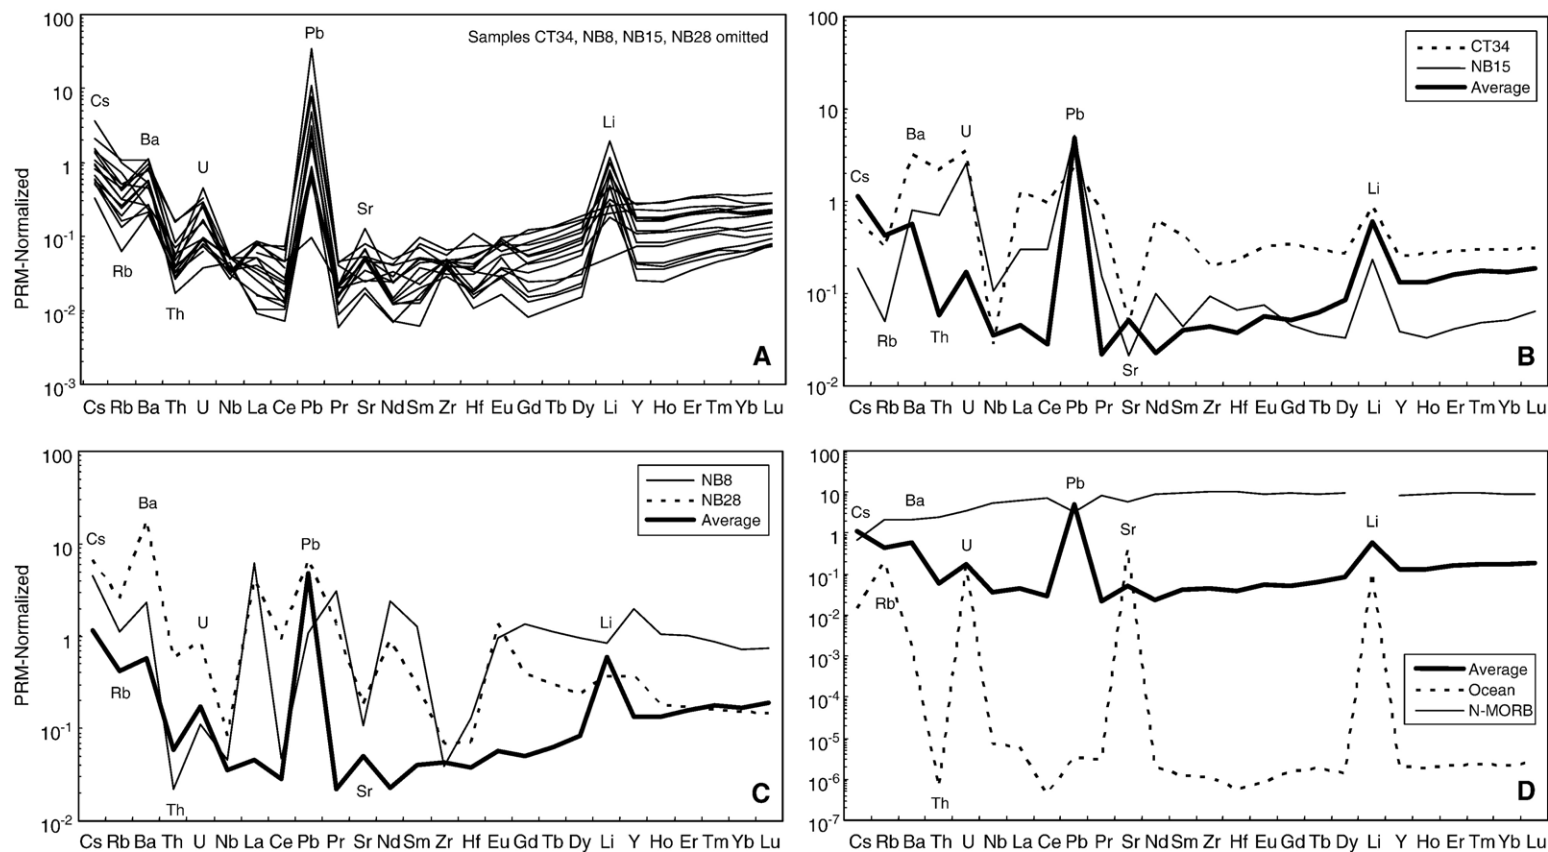 100
10
1
10-1
10-2
10-3
PRM-Normalized
Samples CT34, NB8, NB15, NB28 omitted
Cs
Rb
Ba
Th
U
Pb
Sr
Li
A
Cs Rb Ba Th U Nb La Ce Pb Pr Sr Nd Sm Zr Hf Eu Gd Tb Dy Li Y Ho Er Tm Yb Lu
100
10
1
10-1
10-2
CT34
NB15
Average
Cs
Rb
Ba
Th
U
Pb
Sr
Li
B
Cs Rb Ba Th U Nb La Ce Pb Pr Sr Nd Sm Zr Hf Eu Gd Tb Dy Li Y Ho Er Tm Yb Lu
100
10
1
10-1
10-2
PRM-Normalized
NB8
NB28
Average
Cs
Rb
Ba
Th
U
Pb
Sr
Li
C
Cs Rb Ba Th U Nb La Ce Pb Pr Sr Nd Sm Zr Hf Eu Gd Tb Dy Li Y Ho Er Tm Yb Lu
100
10
1
10-1
10-2
10-3
10-4
10-5
10-6
10-7
Cs
Rb
Ba
Th
U
Pb
Sr
Li
Average
Ocean
N-MORB
D
Cs Rb Ba Th U Nb La Ce Pb Pr Sr Nd Sm Zr Hf Eu Gd Tb Dy Li Y Ho Er Tm Yb Lu